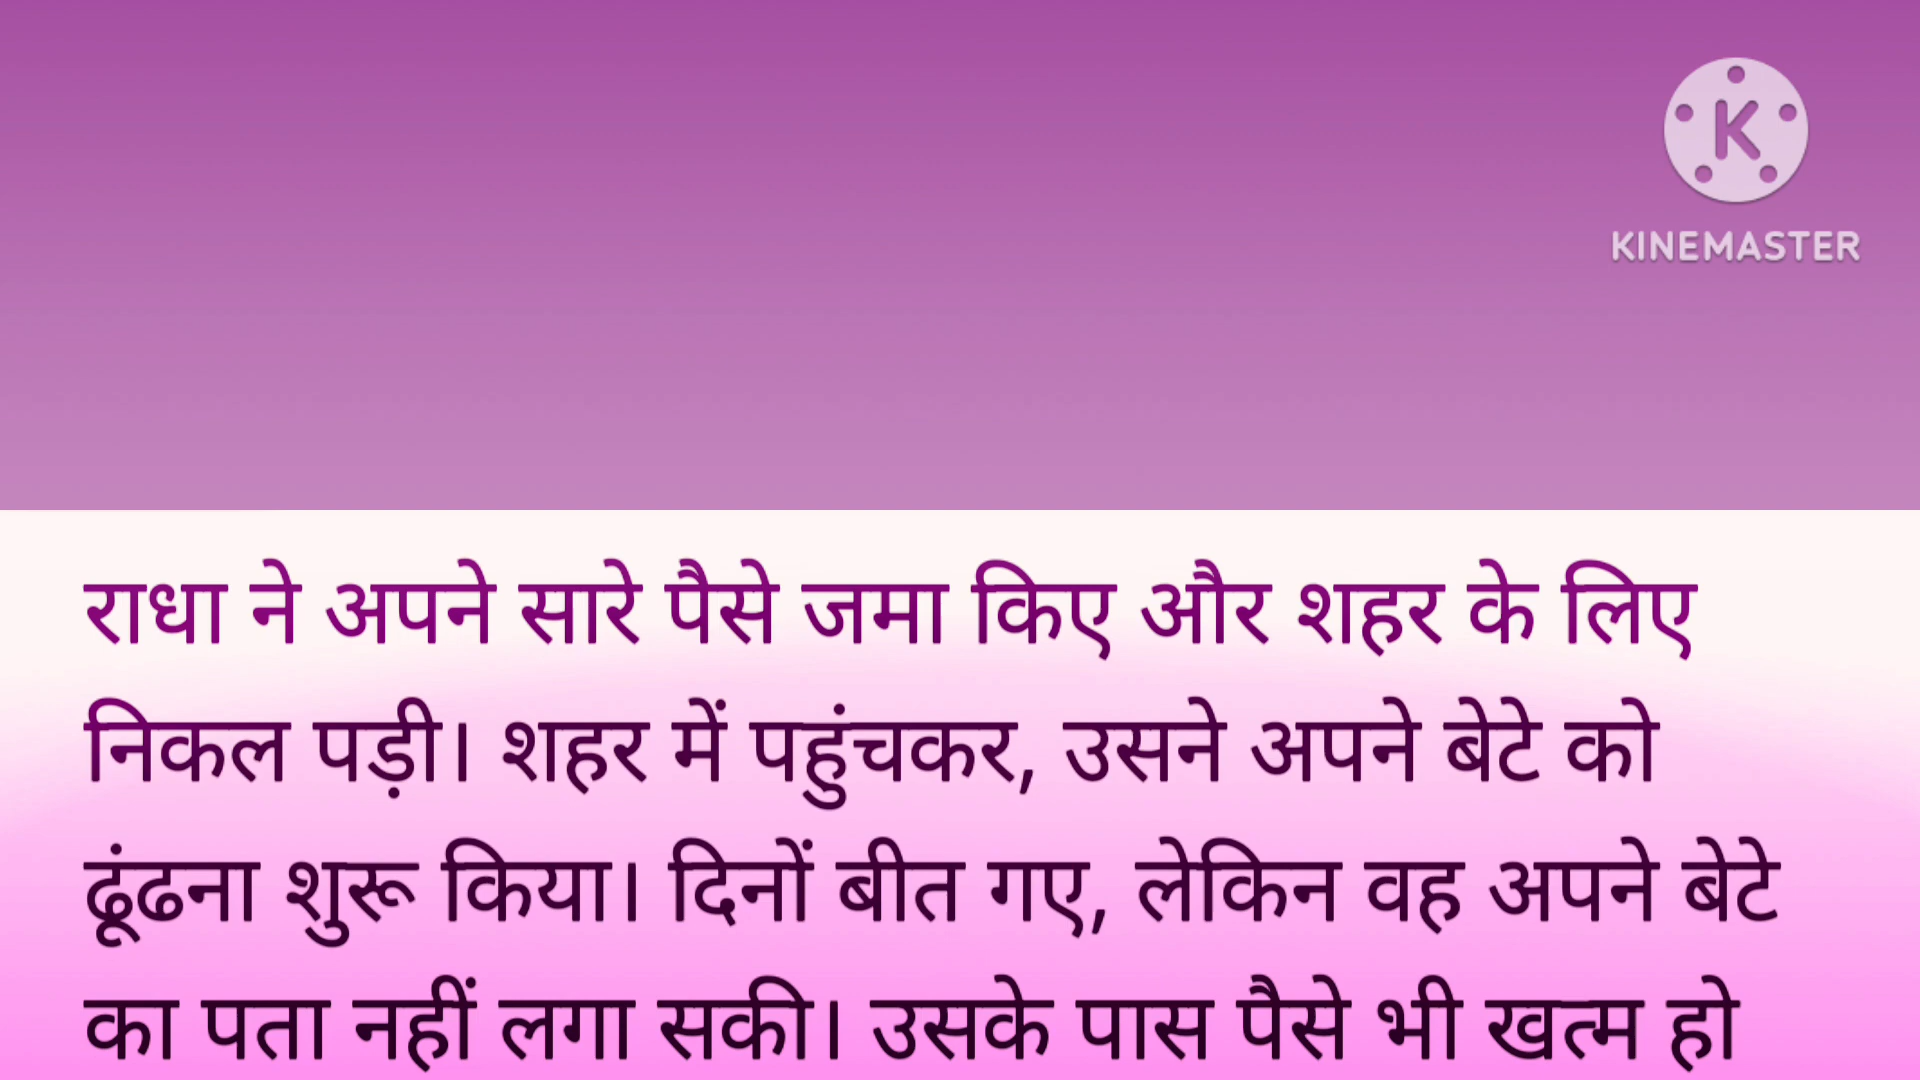 KINEMASTER
राधा ने अपने सारे पैसे जमा किए और शहर के लिए
निकल पड़ी। शहर में पहुंचकर, उसने अपने बेटे को
ढूंढना शुरू किया। दिनों बीत गए, लेकिन वह अपने बेटे
का पता नहीं लगा सकी। उसके पास पैसे भी खत्म हो